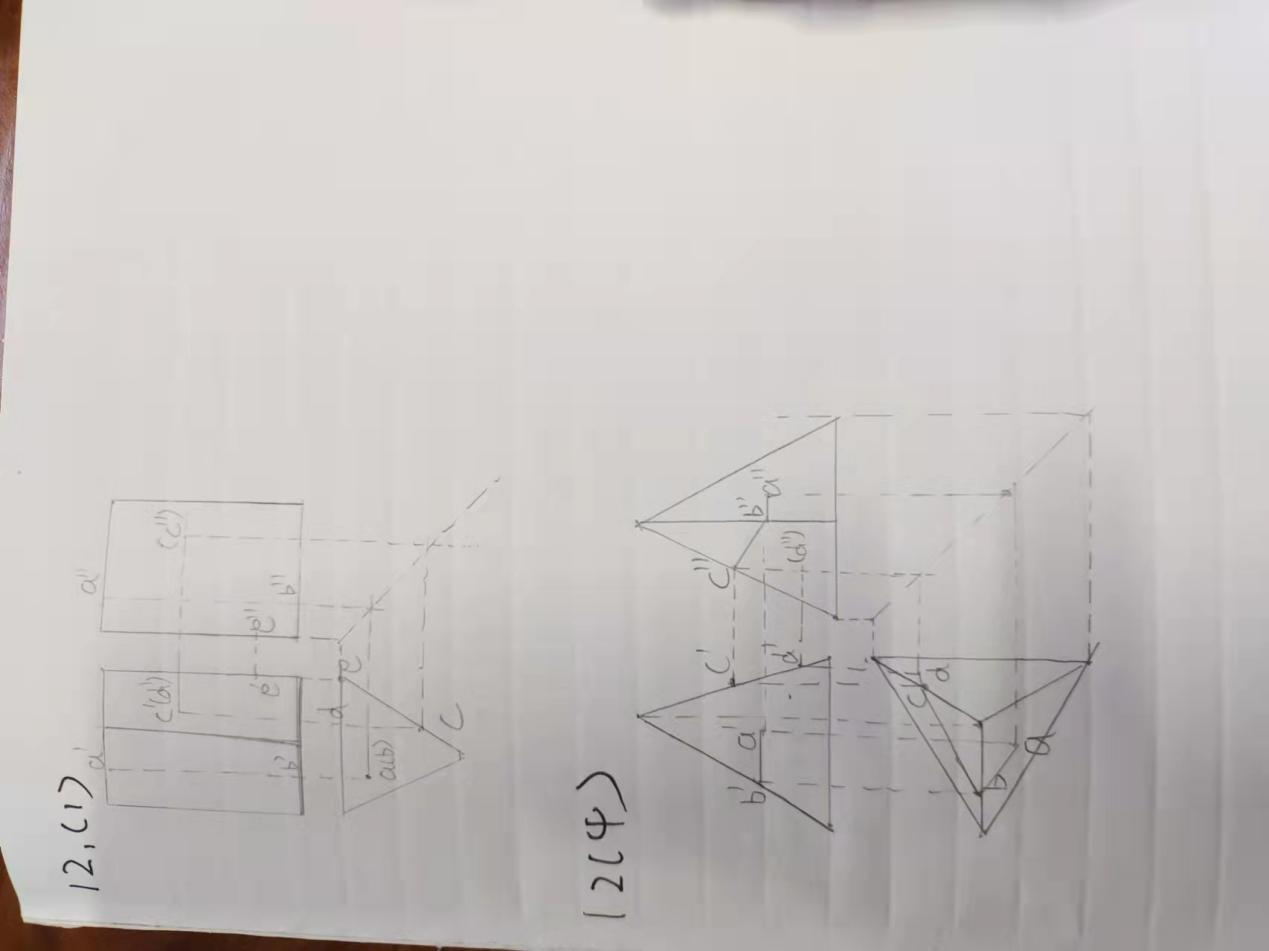 12.(1)
a'
a''
c'(d')
(c'')
e'
e''
b'
b''
d
e
a(b)
c
12(4)
c''
b''
a''
(d'')
c'
b'
a'
d'
c
d
b
a